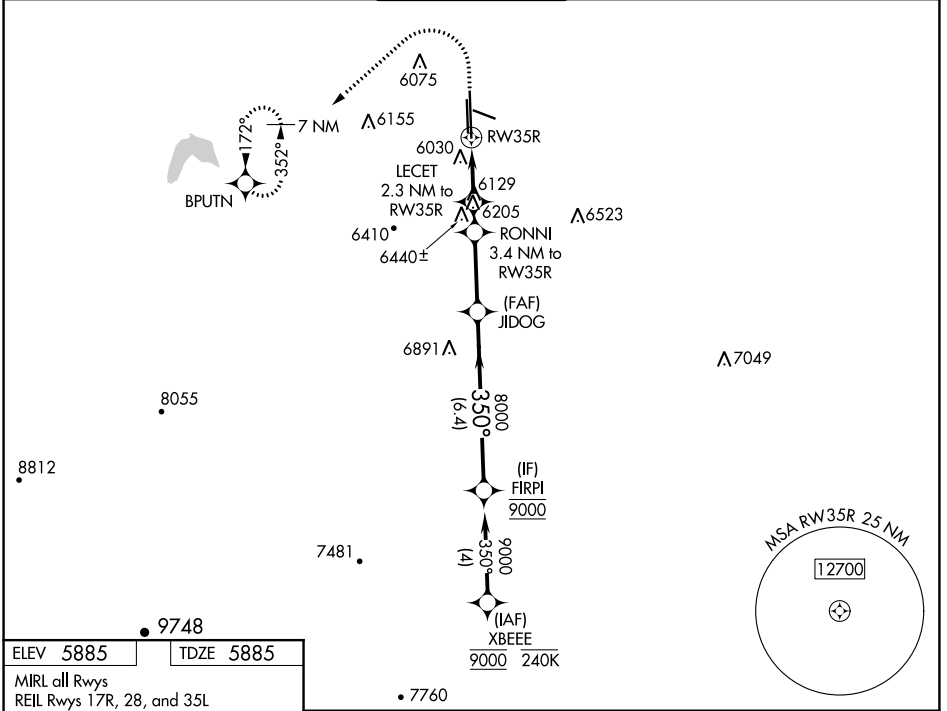 6075
7 NM
6155
RW35R
6030
172°
352°
LECET
2.3 NM to
RW35R
6129
BPUTN
6205
6523
6410
RONNI
3.4 NM to
RW35R
6440±
(FAF)
JIDOG
6891
7049
8055
350°
8000
(6.4)
8812
(IF)
FIRPI
9000
MSA RW35R 25 NM
12700
7481
350°
9000
(4)
(IAF)
XBEEE
9000 240K
9748
ELEV 5885 TDZE 5885
MIRL all Rwys
REIL Rwys 17R, 28, and 35L
7760